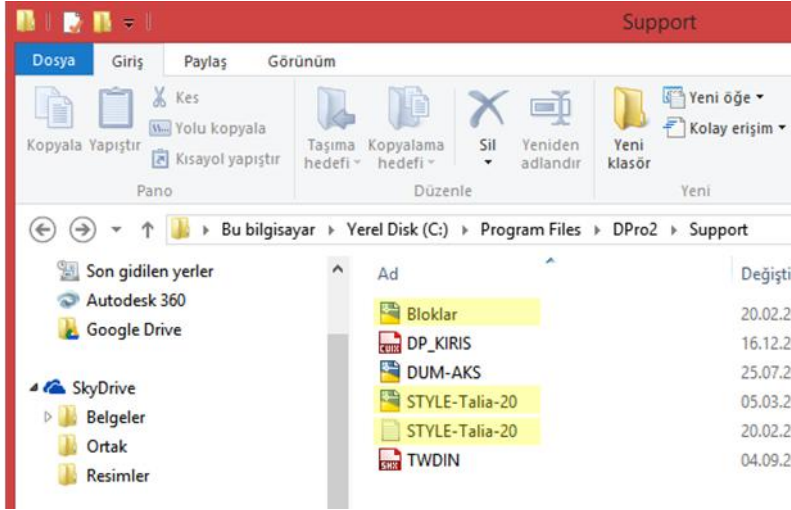 Support
Dosya Giriş Paylaş Görünüm
Kopyala Yapıştır
Kes
Yolu kopyala
Kısayol yapıştır
Pano
Taşıma hedefi
Kopyalama hedefi
Sil
Yeniden adlandır
Düzenle
Yeni klasör
Yeni öğe
Kolay erişim
Yeni
Bu bilgisayar Yerel Disk (C:) Program Files DPro2 Support
Son gidilen yerler
Autodesk 360
Google Drive
SkyDrive
Belgeler
Ortak
Resimler
Ad Değişti
Bloklar 20.02.2
CUIX DP_KIRIS 16.12.2
DUM-AKS 25.07.2
STYLE-Talia-20 05.03.2
STYLE-Talia-20 20.02.2
SHX TWDIN 04.09.2